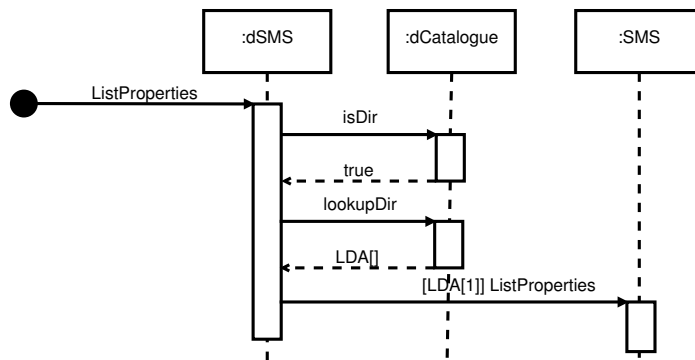 :dSMS
:dCatalogue
:SMS
ListProperties
isDir
true
lookupDir
LDA[]
[LDA[1]] ListProperties